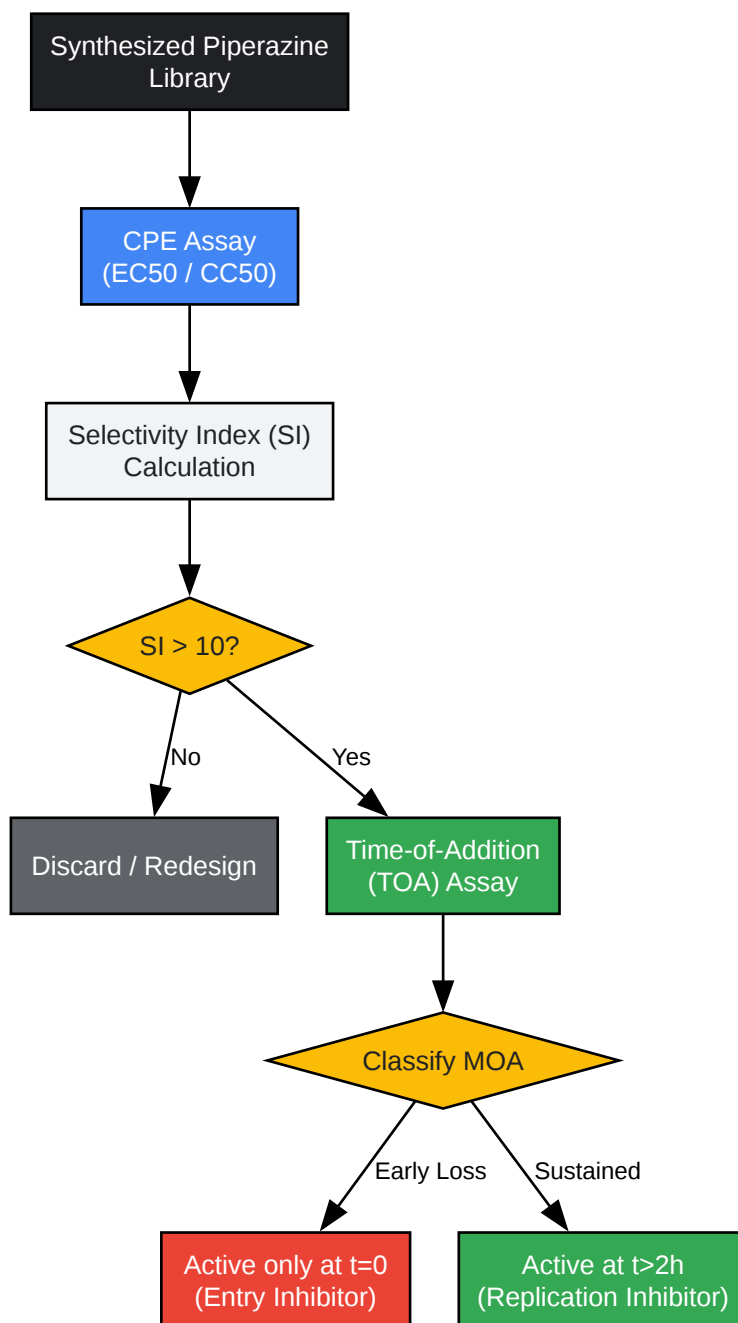 Synthesized Piperazine
Library
CPE Assay
(EC50 / CC50)
Selectivity Index (SI)
Calculation
SI > 10?
No
Yes
Discard / Redesign
Time-of-Addition
(TOA) Assay
Classify MOA
Early Loss
Sustained
Active only at t=0
(Entry Inhibitor)
Active at t>2h
(Replication Inhibitor)